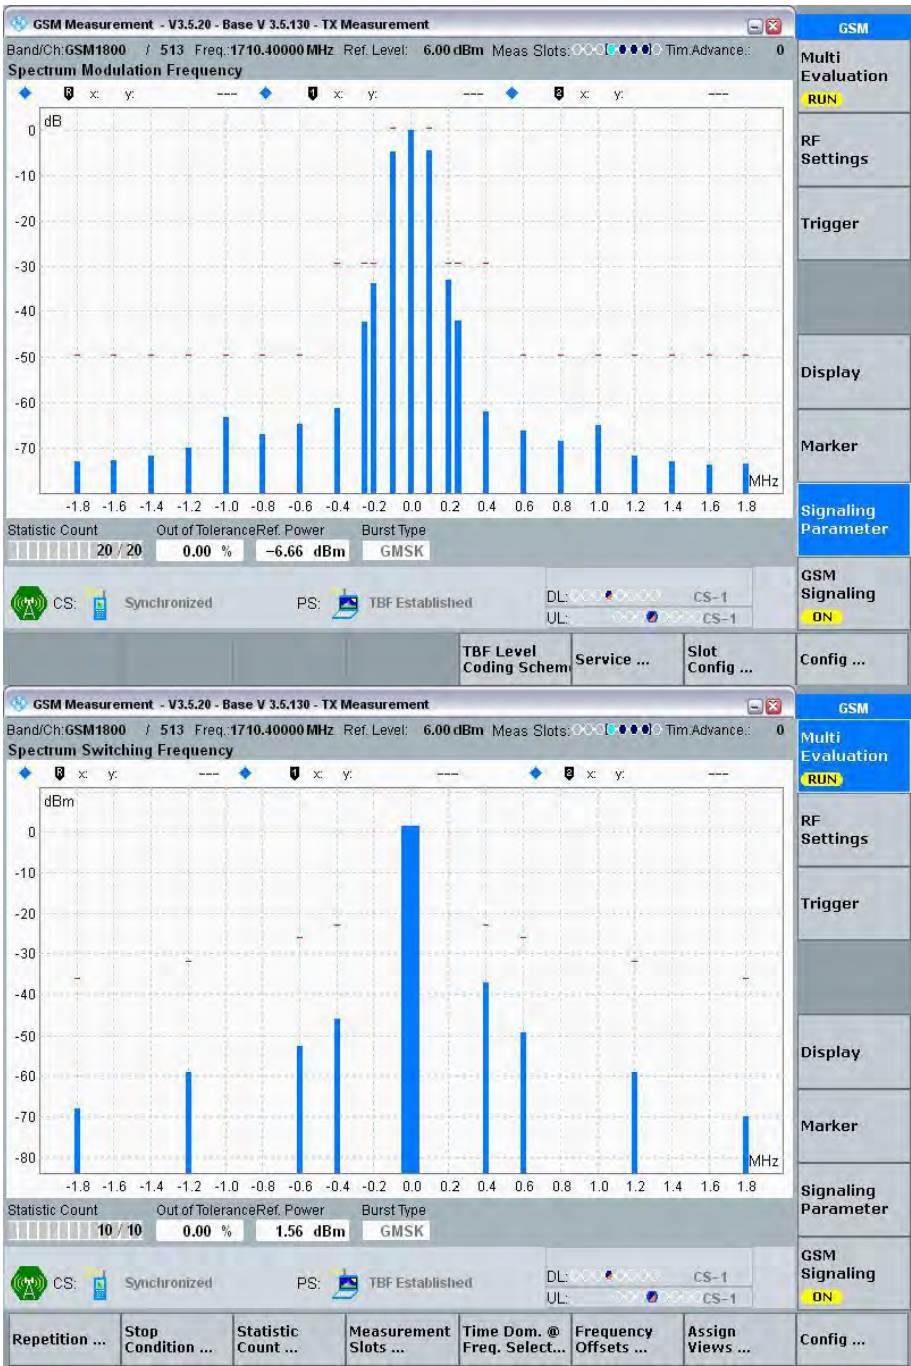 GSM Measurement - V3.5.20 - Base V 3.5.130 - TX Measurement
GSM
Band/Ch:GSM1800 / 513 Freq.:1710.40000 MHz Ref. Level: 6.00 dBm Meas Slots: Tim.Advance.: 0
Spectrum Modulation Frequency
R x: y: --- 1 x: y: --- 2 x: y: ---
dB
0
-10
-20
-30
-40
-50
-60
-70
MHz
-1.8 -1.6 -1.4 -1.2 -1.0 -0.8 -0.6 -0.4 -0.2 0.0 0.2 0.4 0.6 0.8 1.0 1.2 1.4 1.6 1.8
Statistic Count Out of Tolerance Ref. Power Burst Type
20 / 20 0.00 % -6.66 dBm GMSK
CS: Synchronized PS: TBF Established DL: CS-1
UL: CS-1
Multi
Evaluation
RUN
RF
Settings
Trigger
Display
Marker
Signaling
Parameter
GSM
Signaling
ON
TBF Level
Coding Schem
Service ...
Slot
Config ...
Config ...
GSM Measurement - V3.5.20 - Base V 3.5.130 - TX Measurement
GSM
Band/Ch:GSM1800 / 513 Freq.:1710.40000 MHz Ref. Level: 6.00 dBm Meas Slots: Tim.Advance.: 0
Spectrum Switching Frequency
R x: y: --- 1 x: y: --- 2 x: y: ---
dBm
0
-10
-20
-30
-40
-50
-60
-70
-80
MHz
-1.8 -1.6 -1.4 -1.2 -1.0 -0.8 -0.6 -0.4 -0.2 0.0 0.2 0.4 0.6 0.8 1.0 1.2 1.4 1.6 1.8
Statistic Count Out of Tolerance Ref. Power Burst Type
10 / 10 0.00 % 1.56 dBm GMSK
CS: Synchronized PS: TBF Established DL: CS-1
UL: CS-1
Multi
Evaluation
RUN
RF
Settings
Trigger
Display
Marker
Signaling
Parameter
GSM
Signaling
ON
Repetition ...
Stop
Condition ...
Statistic
Count ...
Measurement
Slots ...
Time Dom. @
Freq. Select...
Frequency
Offsets ...
Assign
Views ...
Config ...